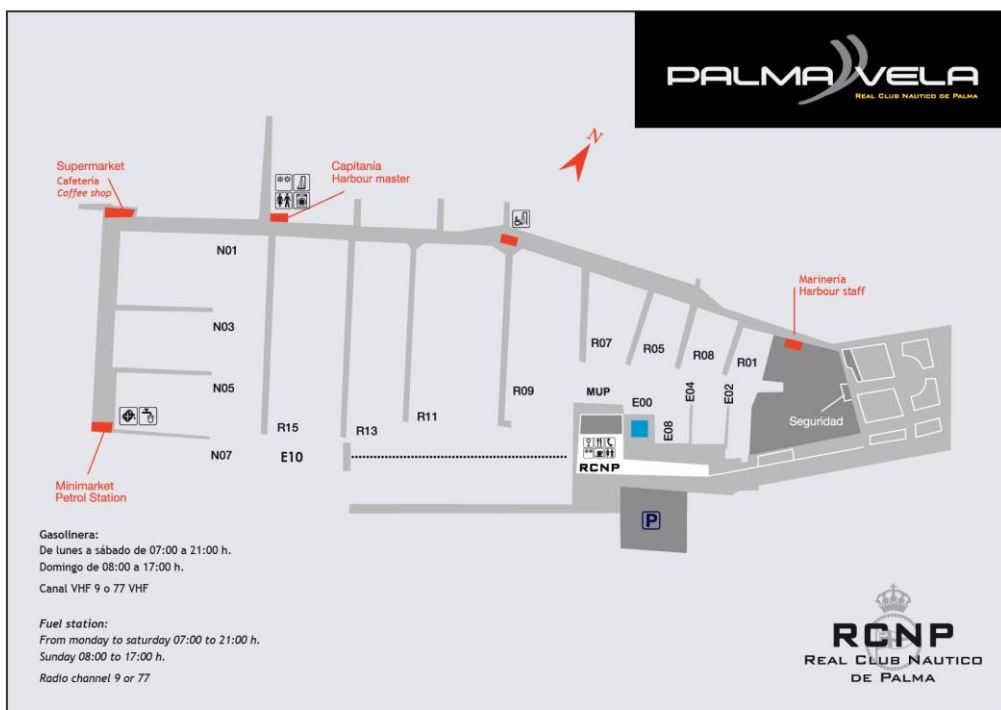 PALMAVELA
REAL CLUB NAUTICO DE PALMA
N
Supermarket
Cafetería
Coffee shop
Capitanía
Harbour master
Marinería
Harbour staff
N01
N03
N05
N07
R15
E10
R13
R11
R09
R07
R05
R08
R01
MUP
E00
E04
E02
E08
Seguridad
RCNP
P
Minimarket
Petrol Station
Gasolinera:
De lunes a sábado de 07:00 a 21:00 h.
Domingo de 08:00 a 17:00 h.
Canal VHF 9 o 77 VHF
Fuel station:
From monday to saturday 07:00 to 21:00 h.
Sunday 08:00 to 17:00 h.
Radio channel 9 or 77
RCNP
REAL CLUB NAUTICO
DE PALMA